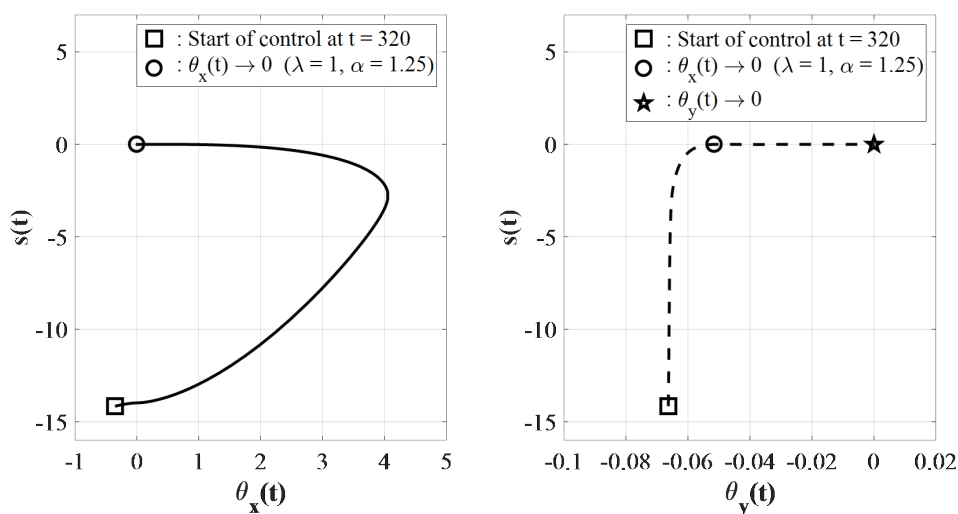 : Start of control at t = 320
: θx(t) → 0 (λ = 1, α = 1.25)
5
0
-5
-10
-15
s(t)
-1 0 1 2 3 4 5
θx(t)
: Start of control at t = 320
: θx(t) → 0 (λ = 1, α = 1.25)
: θy(t) → 0
5
0
-5
-10
-15
s(t)
-0.1 -0.08 -0.06 -0.04 -0.02 0 0.02
θy(t)